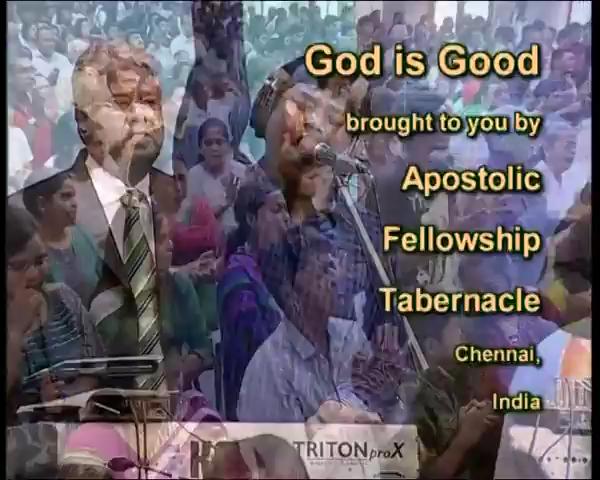 God is Good
brought to you by
Apostolic
Fellowship
Tabernacle
Chennai,
India
TRITON proX